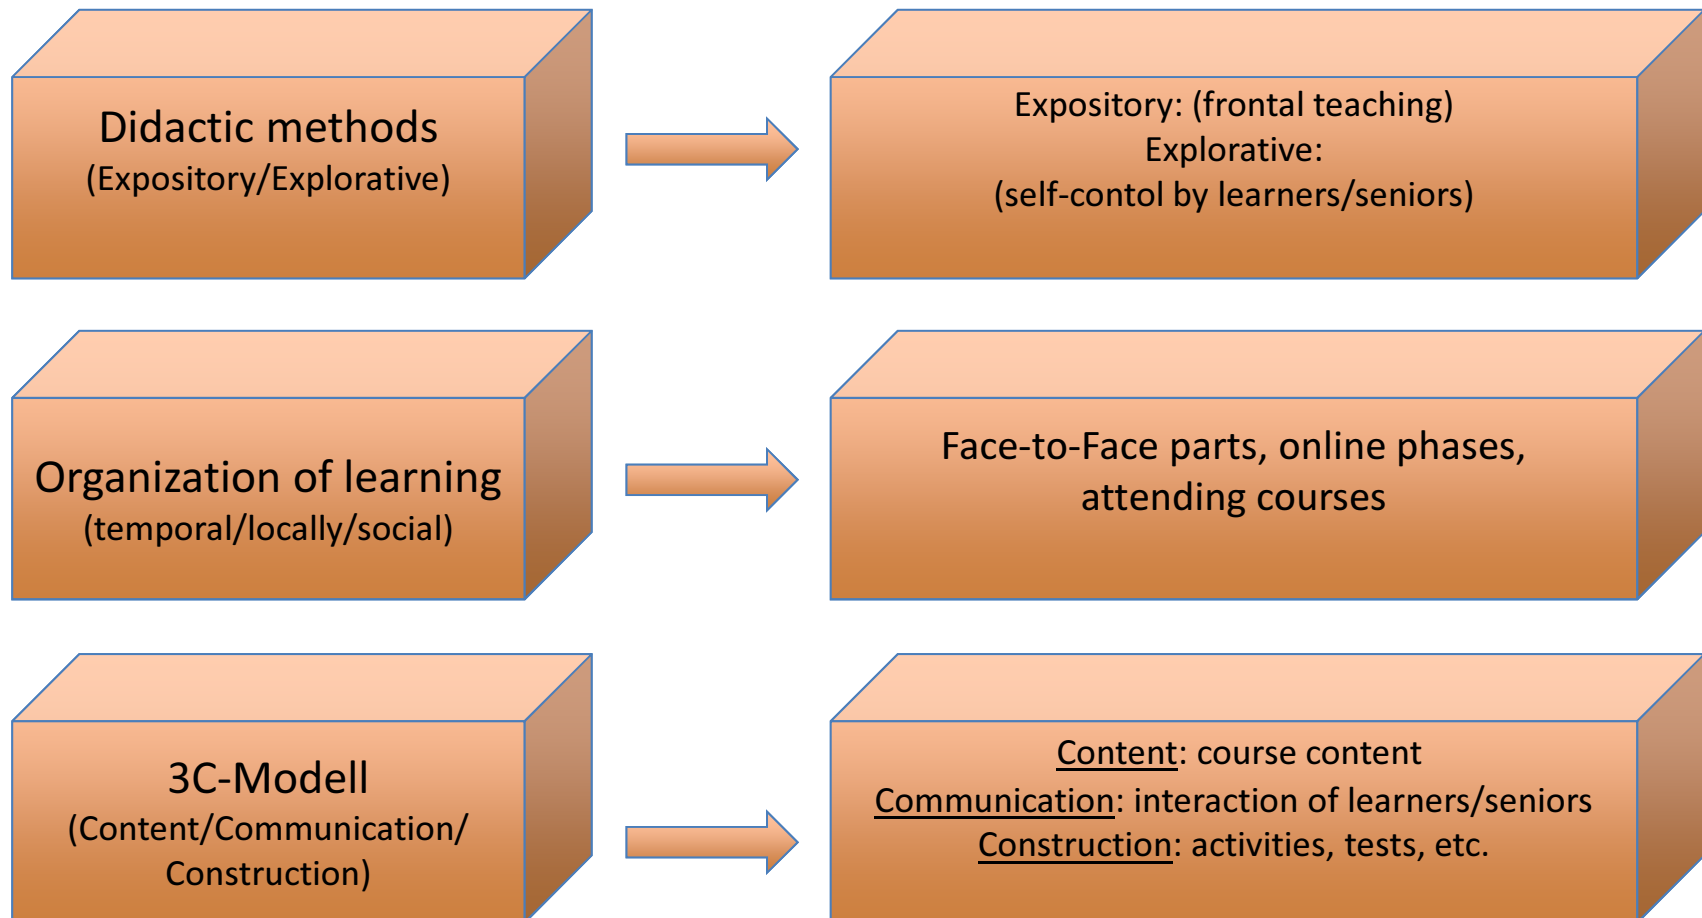 Didactic methods
(Expository/Explorative)
Expository: (frontal teaching)
Explorative:
(self-contol by learners/seniors)
Organization of learning
(temporal/locally/social)
Face-to-Face parts, online phases,
attending courses
3C-Modell
(Content/Communication/
Construction)
Content: course content
Communication: interaction of learners/seniors
Construction: activities, tests, etc.